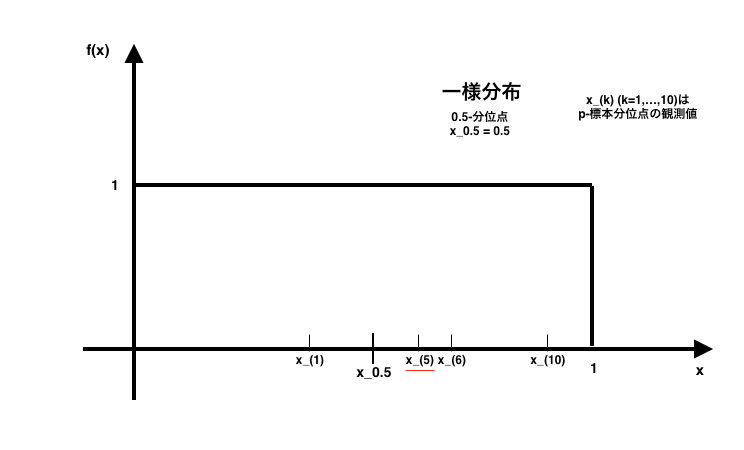 f(x)
一様分布
0.5-分位点
x_0.5 = 0.5
x_(k) (k=1,…,10)は
p-標本分位点の観測値
1
x_(1)
x_0.5
x_(5)
x_(6)
x_(10)
1
x